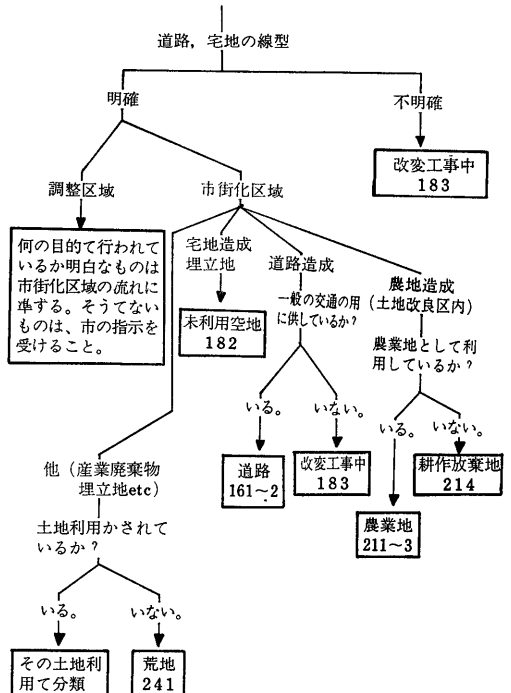 道路，宅地の線型
明確
不明確
改変工事中
183
調整区域
市街化区域
何の目的て行われて
いるか明白なものは
市街化区域の流れに
準する。そうてない
ものは、市の指示を
受けること。
宅地造成
埋立地
未利用空地
182
道路造成
一般の交通の用
に供しているか？
いる。
いない。
道路
161～2
改変工事中
183
農地造成
（土地改良区内）
農業地として利
用しているか？
いる。
いない。
農業地
211～3
耕作放棄地
214
他（産業廃棄物
埋立地etc）
土地利用かされて
いるか？
いる。
いない。
その土地利
用て分類
荒地
241